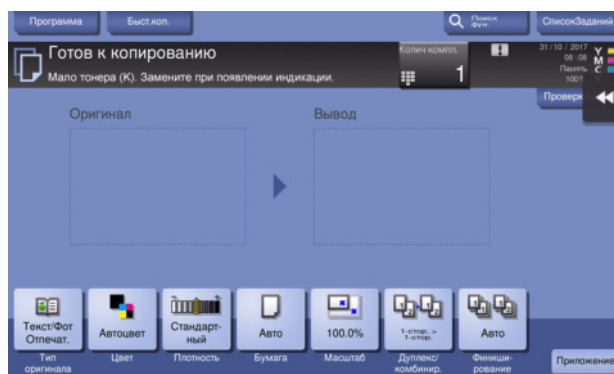 Программа
Быст.коп.
Поиск
фун.
СписокЗаданий
Готов к копированию
Мало тонера (K). Замените при появлении индикации.
Колич компл.
1
31 / 10 / 2017
08 : 08
Память
Y
M
C
Проверк
Оригинал
Вывод
Текст/Фот
Отпечат.
Автоцвет
Стандарт-
ный
Авто
100.0%
1-стор. >
1-стор.
Авто
Тип
оригинала
Цвет
Плотность
Бумага
Масштаб
Дуплекс/
комбинир.
Финиши-
рование
Приложение